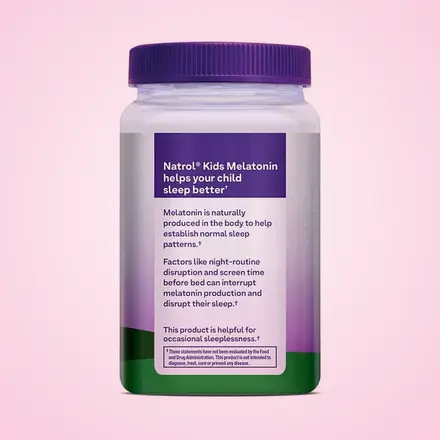 Natrol® Kids Melatonin
helps your child
sleep better†
Melatonin is naturally
produced in the body to help
establish normal sleep
patterns.†
Factors like night-routine
disruption and screen time
before bed can interrupt
melatonin production and
disrupt their sleep.†
This product is helpful for
occasional sleeplessness.†
† These statements have not been evaluated by the Food
and Drug Administration. This product is not intended to
diagnose, treat, cure or prevent any disease.